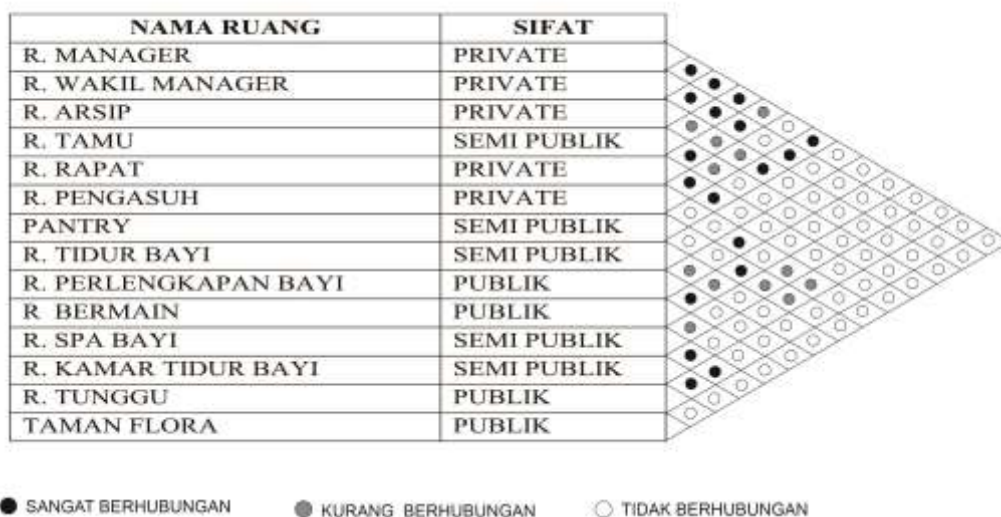 NAMA RUANG SIFAT
R. MANAGER PRIVATE
R. WAKIL MANAGER PRIVATE
R. ARSIP PRIVATE
R. TAMU SEMI PUBLIK
R. RAPAT PRIVATE
R. PENGASUH PRIVATE
PANTRY SEMI PUBLIK
R. TIDUR BAYI SEMI PUBLIK
R. PERLENGKAPAN BAYI PUBLIK
R BERMAIN PUBLIK
R. SPA BAYI SEMI PUBLIK
R. KAMAR TIDUR BAYI SEMI PUBLIK
R. TUNGGU PUBLIK
TAMAN FLORA PUBLIK
SANGAT BERHUBUNGAN KURANG BERHUBUNGAN TIDAK BERHUBUNGAN